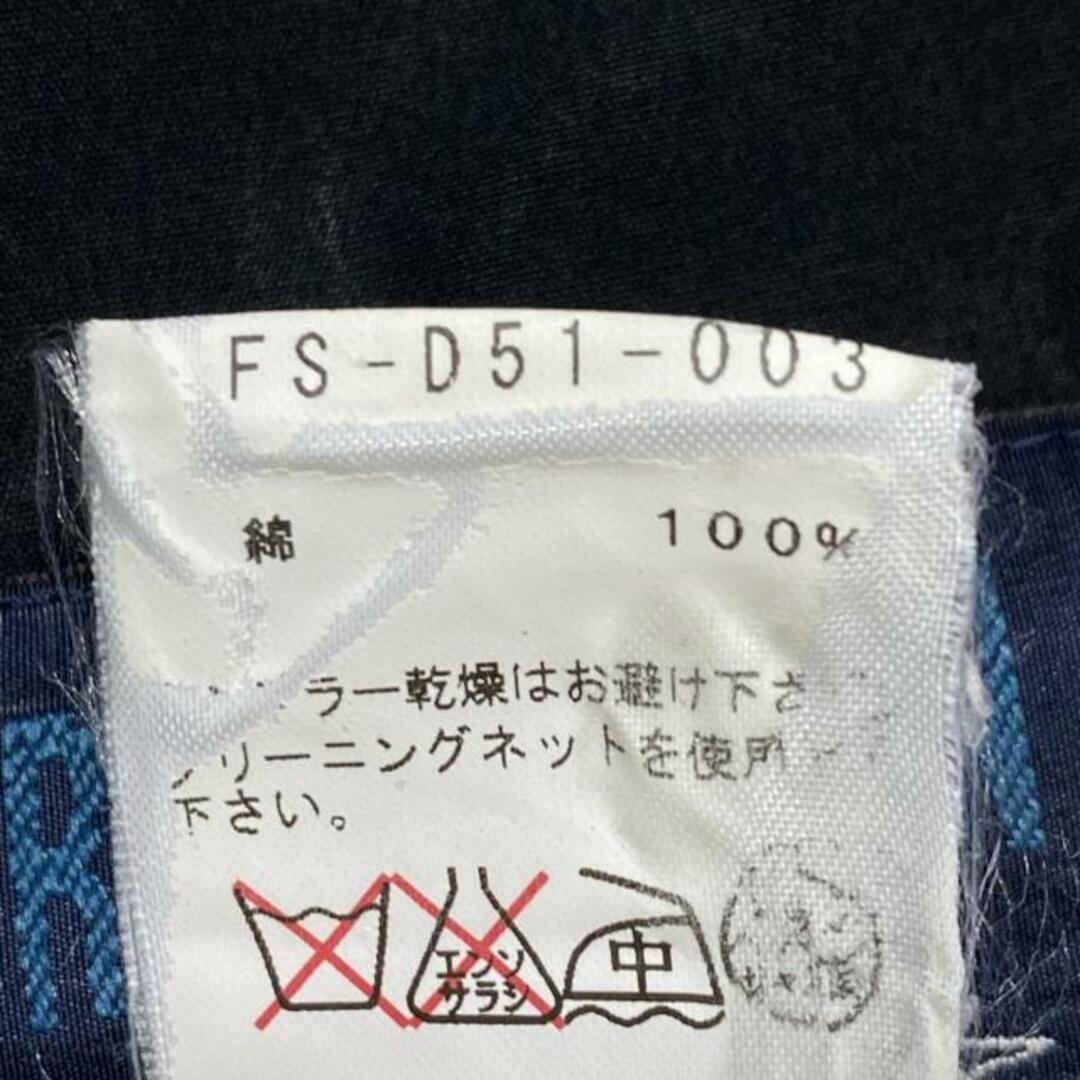 FS-D51-003
綿 100%
ラー乾燥はお避け下さ
リーニングネットを使用
下さい。
エンソ
サラシ
中
R